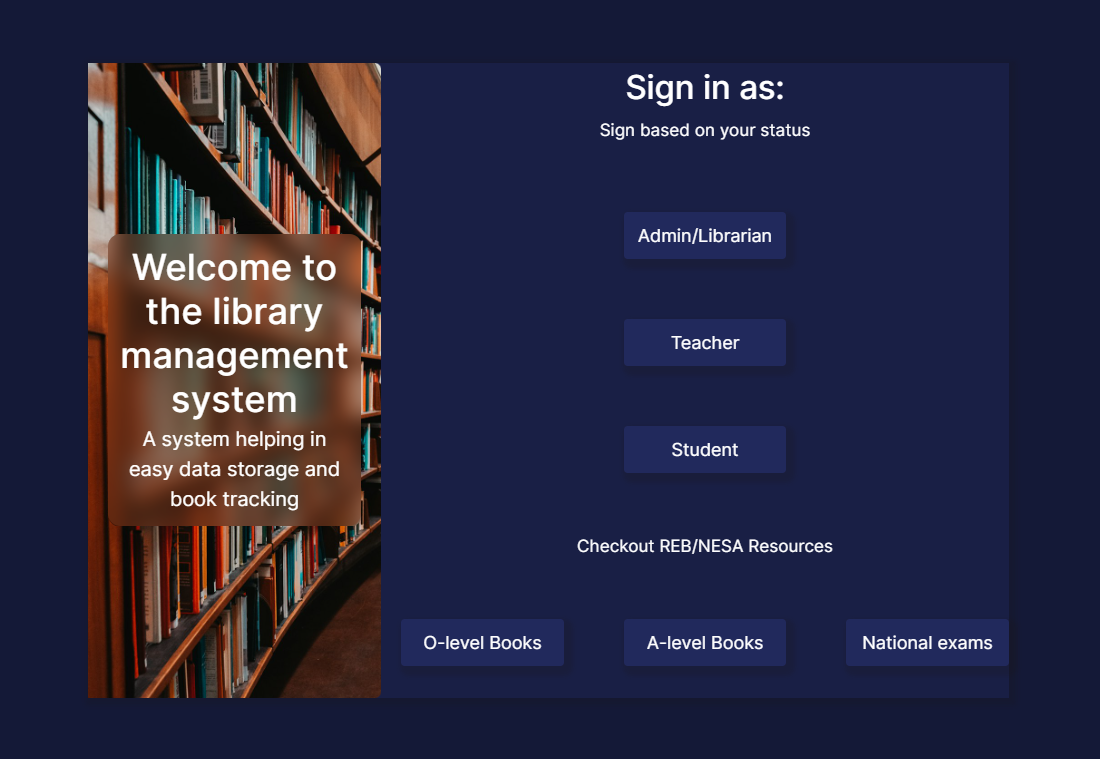 Welcome to
the library
management
system
A system helping in
easy data storage and
book tracking
Sign in as:
Sign based on your status
Admin/Librarian
Teacher
Student
Checkout REB/NESA Resources
O-level Books
A-level Books
National exams